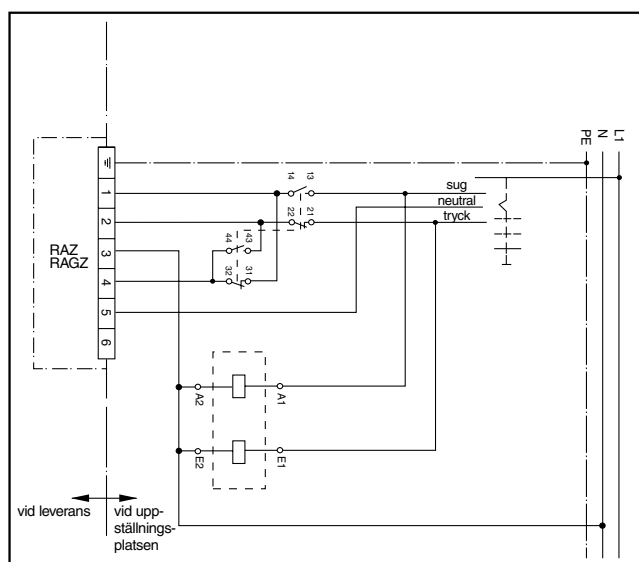 L1
N
PE
sug
neutral
tryck
14 13
22 21
44 43
32 31
1
2
3
4
5
6
RAZ
RAGZ
A2 A1
E2 E1
vid leverans
vid upp-
ställnings-
platsen